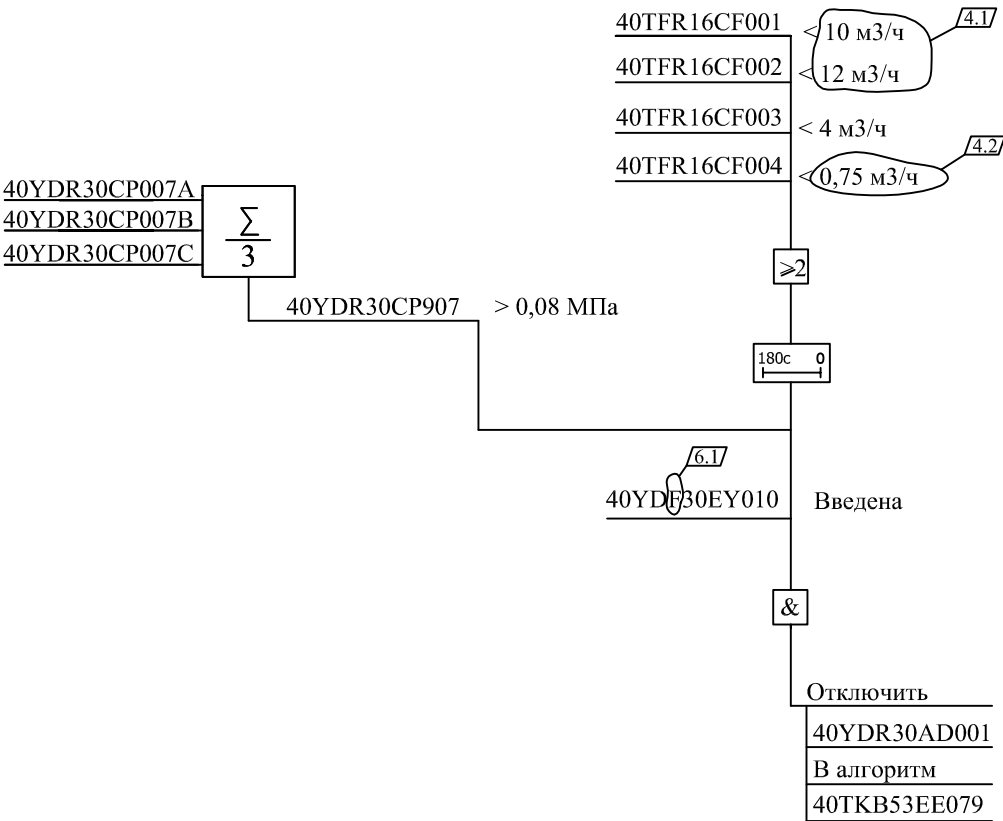 40TFR16CF001 < 10 м3/ч 4.1
40TFR16CF002 < 12 м3/ч
40TFR16CF003 < 4 м3/ч
40TFR16CF004 < 0,75 м3/ч 4.2
40YDR30CP007A
40YDR30CP007B
40YDR30CP007C
∑
3
⩾2
40YDR30CP907 > 0,08 МПа
180с 0
6.1
40YDF30EY010 Введена
&
Отключить
40YDR30AD001
В алгоритм
40TKB53EE079